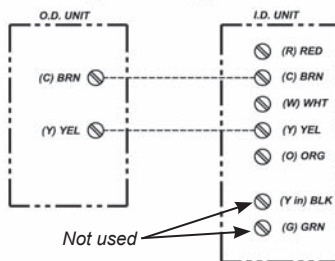 O.D. UNIT
I.D. UNIT
(R) RED
(C) BRN
(C) BRN
(W) WHT
(Y) YEL
(Y) YEL
(O) ORG
(Y in) BLK
Not used
(G) GRN